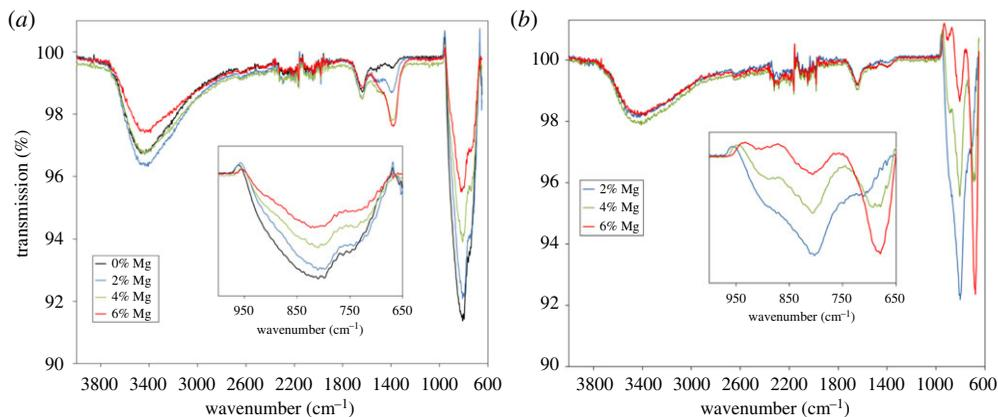 (a)
100
98
96
94
92
90
transmission (%)
0% Mg
2% Mg
4% Mg
6% Mg
950 850 750 650
wavenumber (cm–1)
3800 3400 3000 2600 2200 1800 1400 1000 600
wavenumber (cm–1)
(b)
100
98
96
94
92
90
2% Mg
4% Mg
6% Mg
950 850 750 650
wavenumber (cm–1)
3800 3400 3000 2600 2200 1800 1400 1000 600
wavenumber (cm–1)